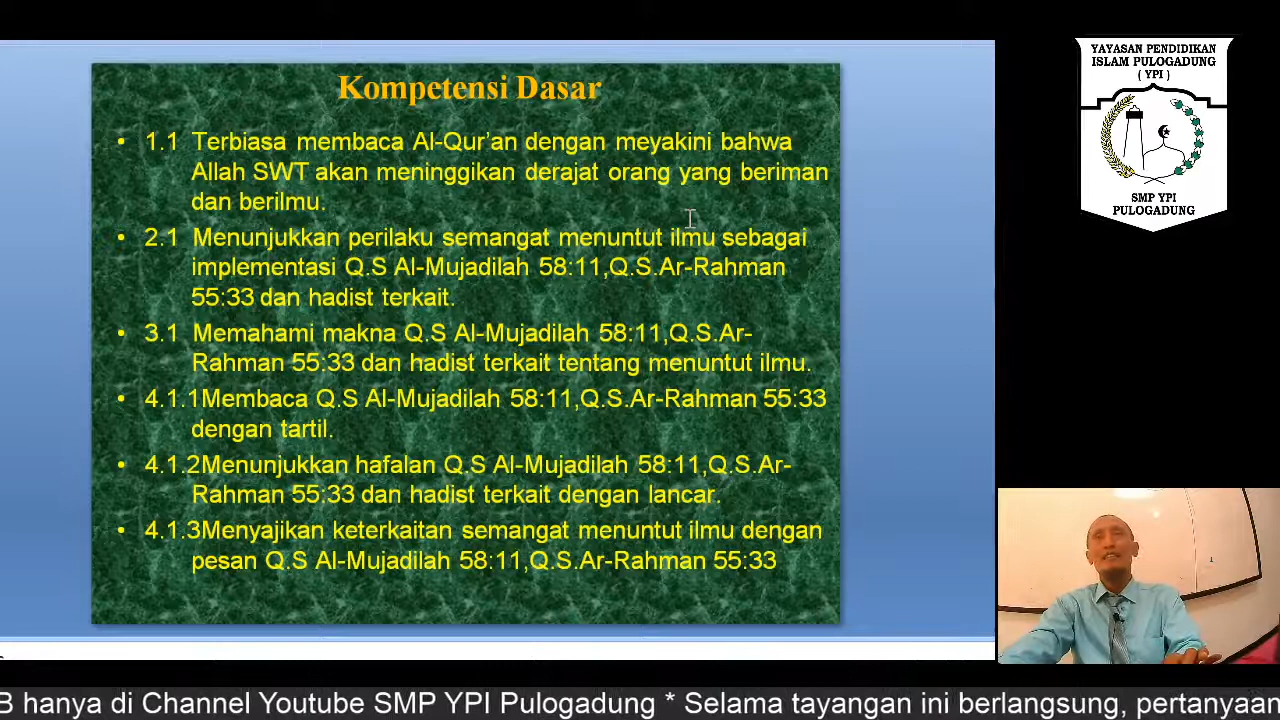 Kompetensi Dasar
• 1.1 Terbiasa membaca Al-Qur’an dengan meyakini bahwa
Allah SWT akan meninggikan derajat orang yang beriman
dan berilmu.
• 2.1 Menunjukkan perilaku semangat menuntut ilmu sebagai
implementasi Q.S Al-Mujadilah 58:11,Q.S.Ar-Rahman
55:33 dan hadist terkait.
• 3.1 Memahami makna Q.S Al-Mujadilah 58:11,Q.S.Ar-
Rahman 55:33 dan hadist terkait tentang menuntut ilmu.
• 4.1.1Membaca Q.S Al-Mujadilah 58:11,Q.S.Ar-Rahman 55:33
dengan tartil.
• 4.1.2Menunjukkan hafalan Q.S Al-Mujadilah 58:11,Q.S.Ar-
Rahman 55:33 dan hadist terkait dengan lancar.
• 4.1.3Menyajikan keterkaitan semangat menuntut ilmu dengan
pesan Q.S Al-Mujadilah 58:11,Q.S.Ar-Rahman 55:33
YAYASAN PENDIDIKAN
ISLAM PULOGADUNG
( YPI )
SMP YPI
PULOGADUNG
B hanya di Channel Youtube SMP YPI Pulogadung * Selama tayangan ini berlangsung, pertanyaan